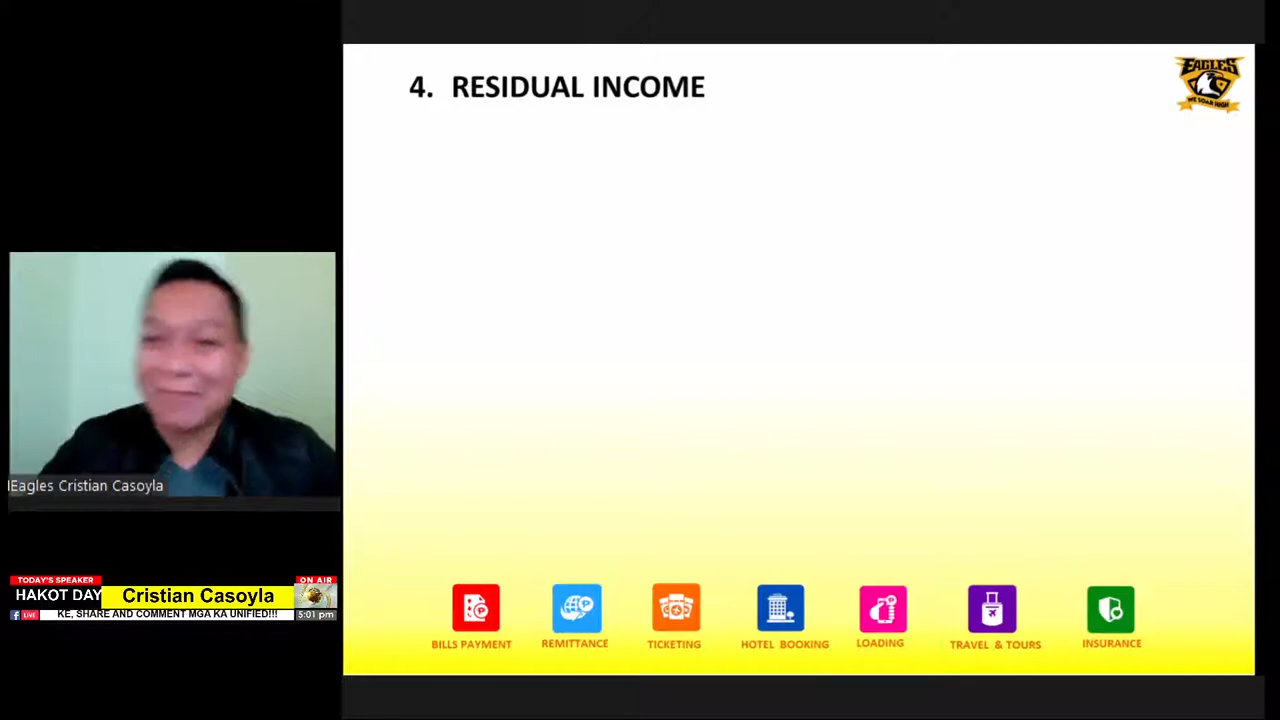 4. RESIDUAL INCOME
EAGLES
WE SOAR HIGH
lEagles Cristian Casoyla
TODAY'S SPEAKER
ON AIR
HAKOT DAY
Cristian Casoyla
f LIVE
KE, SHARE AND COMMENT MGA KA UNIFIED!!!
5:01 pm
BILLS PAYMENT
REMITTANCE
TICKETING
HOTEL BOOKING
LOADING
TRAVEL & TOURS
INSURANCE